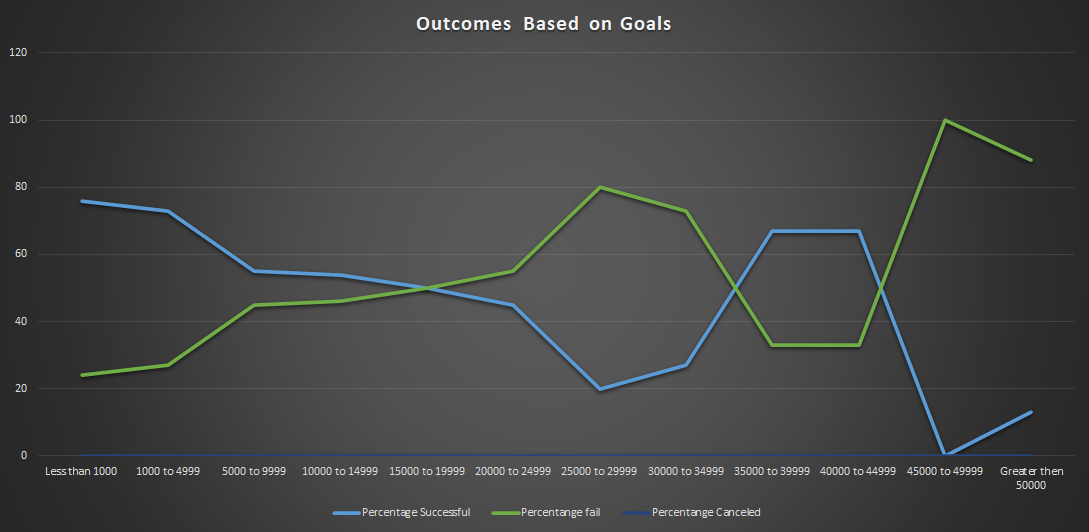 Outcomes Based on Goals
120
100
80
60
40
20
0
Less than 1000 1000 to 4999 5000 to 9999 10000 to 14999 15000 to 19999 20000 to 24999 25000 to 29999 30000 to 34999 35000 to 39999 40000 to 44999 45000 to 49999 Greater then
50000
Percentage Successful Percentange fail Percentange Canceled